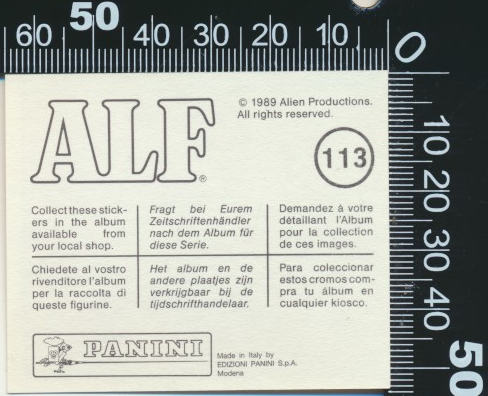 60 50 40 30 20 10 0
ALF®
© 1989 Alien Productions.
All rights reserved.
113
Collect these stick-
ers in the album
available from
your local shop.
Fragt bei Eurem
Zeitschriftenhändler
nach dem Album für
diese Serie.
Demandez à votre
détaillant l'Album
pour la collection
de ces images.
Chiedete al vostro
rivenditore l'album
per la raccolta di
queste figurine.
Het album en de
andere plaatjes zijn
verkrijgbaar bij de
tijdschrifthandelaar.
Para coleccionar
estos cromos com-
pra tu álbum en
cualquier kiosco.
PANINI
Made in Italy by
EDIZIONI PANINI S.p.A.
Modena
10
20
30
40
50